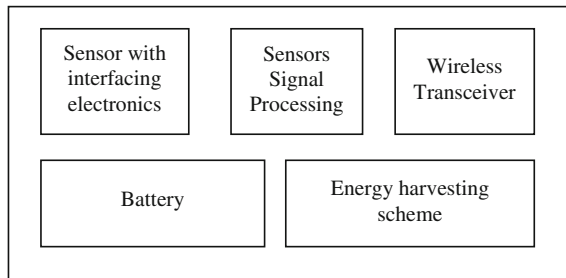 Sensor with
interfacing
electronics
Sensors
Signal
Processing
Wireless
Transceiver
Battery
Energy harvesting
scheme